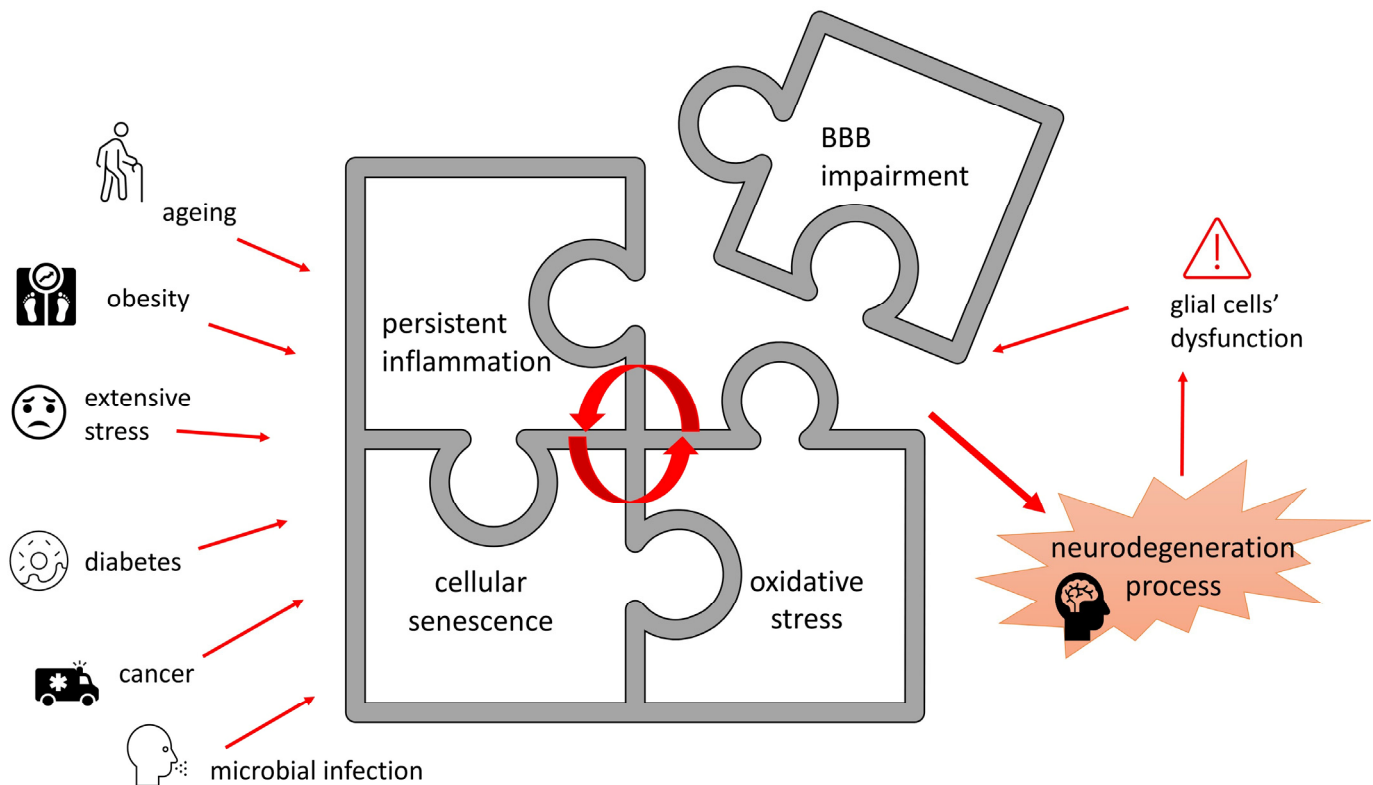 BBB
impairment
ageing
obesity
extensive
stress
diabetes
cancer
microbial infection
persistent
inflammation
cellular
senescence
oxidative
stress
glial cells’
dysfunction
neurodegeneration
process